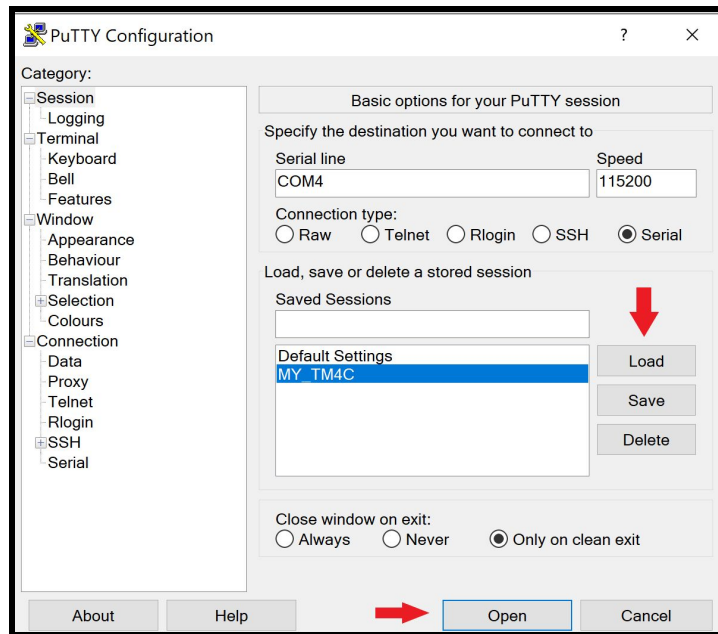 PuTTY Configuration ? ×
Category:
Session
Logging
Terminal
Keyboard
Bell
Features
Window
Appearance
Behaviour
Translation
Selection
Colours
Connection
Data
Proxy
Telnet
Rlogin
SSH
Serial
Basic options for your PuTTY session
Specify the destination you want to connect to
Serial line Speed
COM4 115200
Connection type:
Raw Telnet Rlogin SSH Serial
Load, save or delete a stored session
Saved Sessions
Default Settings
MY_TM4C
Load
Save
Delete
Close window on exit:
Always Never Only on clean exit
About Help Open Cancel